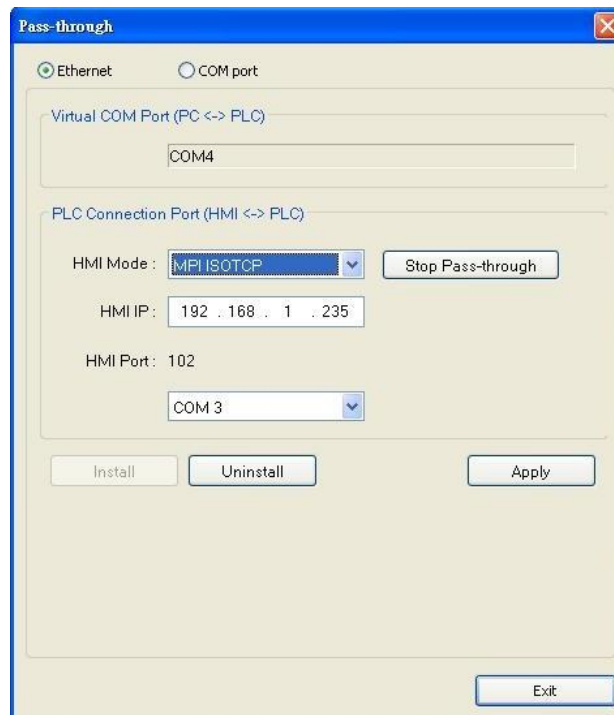 Pass-through
Ethernet COM port
Virtual COM Port (PC <-> PLC)
COM4
PLC Connection Port (HMI <-> PLC)
HMI Mode : MPI ISOTCP Stop Pass-through
HMI IP : 192 . 168 . 1 . 235
HMI Port : 102
COM 3
Install Uninstall Apply
Exit